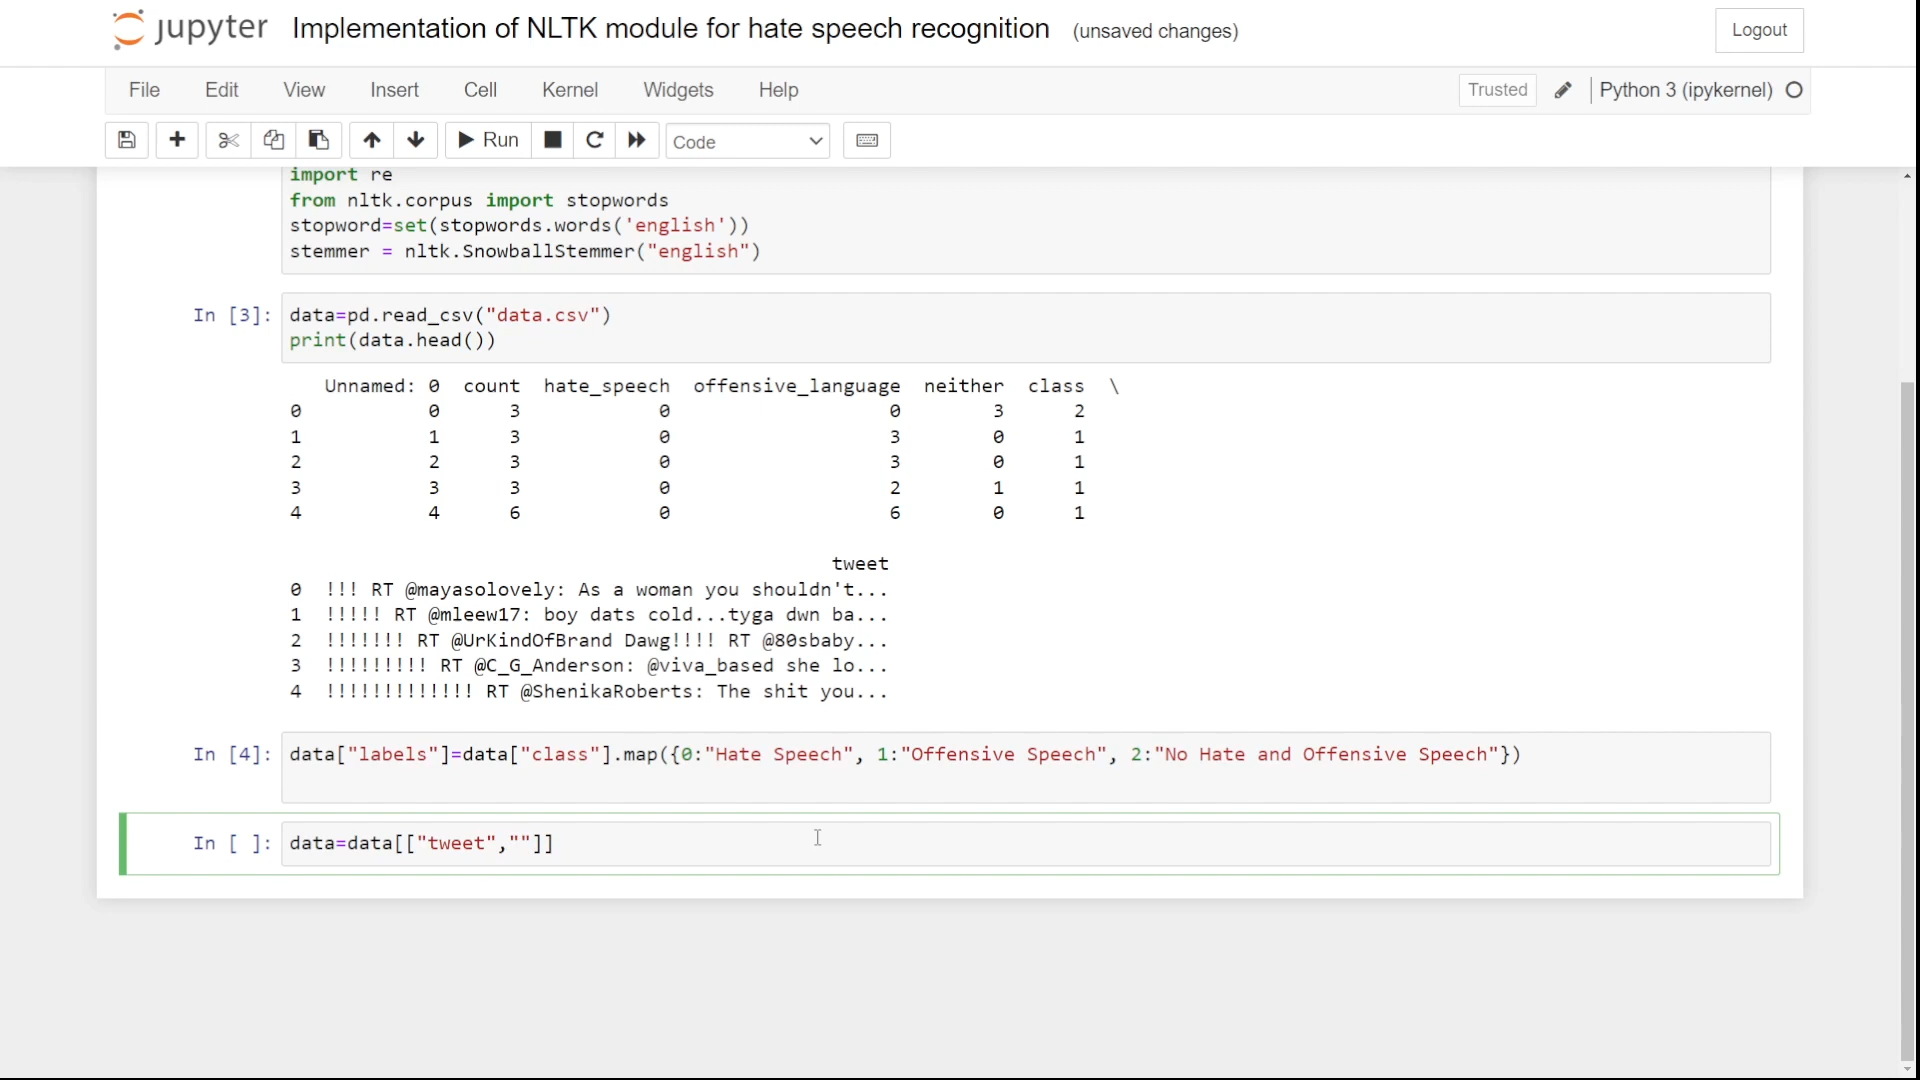 jupyter Implementation of NLTK module for hate speech recognition (unsaved changes) Logout
File Edit View Insert Cell Kernel Widgets Help Trusted Python 3 (ipykernel)
Run Code
import re
from nltk.corpus import stopwords
stopword=set(stopwords.words('english'))
stemmer = nltk.SnowballStemmer("english")
In [3]: data=pd.read_csv("data.csv")
print(data.head())
Unnamed: 0 count hate_speech offensive_language neither class \
0 0 3 0 0 3 2
1 1 3 0 3 0 1
2 2 3 0 3 0 1
3 3 3 0 2 1 1
4 4 6 0 6 0 1
tweet
0 !!! RT @mayasolovely: As a woman you shouldn't...
1 !!!!! RT @mleew17: boy dats cold...tyga dwn ba...
2 !!!!!!! RT @UrKindOfBrand Dawg!!!! RT @80sbaby...
3 !!!!!!!!! RT @C_G_Anderson: @viva_based she lo...
4 !!!!!!!!!!!!! RT @ShenikaRoberts: The shit you...
In [4]: data["labels"]=data["class"].map({0:"Hate Speech", 1:"Offensive Speech", 2:"No Hate and Offensive Speech"})
In [ ]: data=data[["tweet",""]]